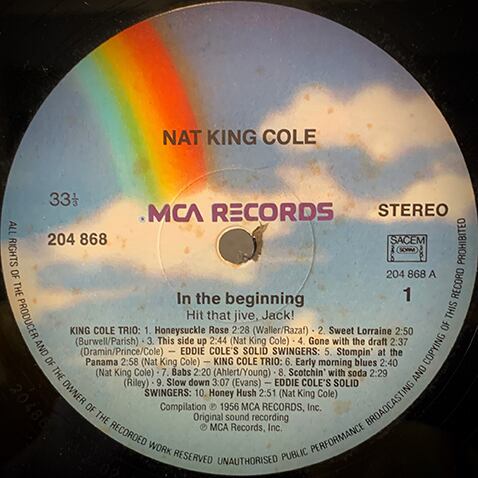 NAT KING COLE
33⅓
MCA RECORDS
STEREO
204 868
SACEM
SDRM
204 868 A
1
In the beginning
Hit that jive, Jack!
KING COLE TRIO: 1. Honeysuckle Rose 2:28 (Waller/Razaf) · 2. Sweet Lorraine 2:50
(Burwell/Parish) · 3. This side up 2:44 (Nat King Cole) · 4. Gone with the draft 2:37
(Dramin/Prince/Cole) – EDDIE COLE'S SOLID SWINGERS: 5. Stompin' at the
Panama 2:58 (Nat King Cole) – KING COLE TRIO: 6. Early morning blues 2:40
(Nat King Cole) · 7. Babs 2:20 (Ahlert/Young) · 8. Scotchin' with soda 2:29
(Riley) · 9. Slow down 3:07 (Evans) – EDDIE COLE'S SOLID
SWINGERS: 10. Honey Hush 2:51 (Nat King Cole)
Compilation ℗ 1956 MCA RECORDS, Inc.
Original sound recording
℗ MCA Records, Inc.
ALL RIGHTS OF THE PRODUCER AND OF THE OWNER OF THE RECORDED WORK RESERVED UNAUTHORISED PUBLIC PERFORMANCE BROADCASTING AND COPYING OF THIS RECORD PROHIBITED